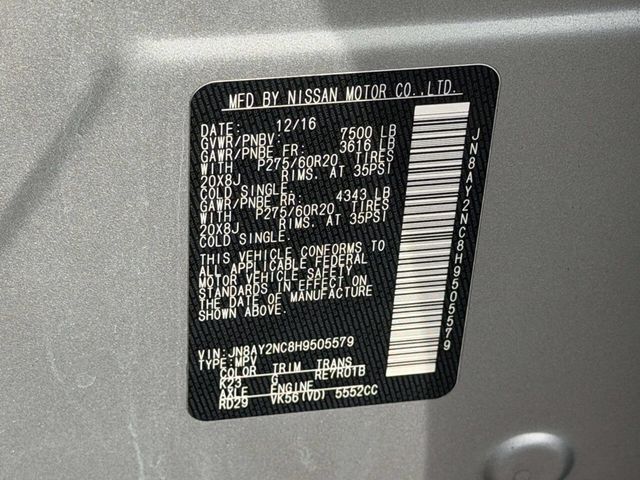 MFD BY NISSAN MOTOR CO.,LTD.
DATE: 12/16
GVWR/PNBV: 7500 LB
GAWR/PNBE FR: 3616 LB
WITH P275/60R20 TIRES
20X8J RIMS. AT 35PSI
COLD SINGLE.
GAWR/PNBE RR: 4343 LB
WITH P275/60R20 TIRES
20X8J RIMS. AT 35PSI
COLD SINGLE.
THIS VEHICLE CONFORMS TO
ALL APPLICABLE FEDERAL
MOTOR VEHICLE SAFETY
STANDARDS IN EFFECT ON
THE DATE OF MANUFACTURE
SHOWN ABOVE.
VIN:JN8AY2NC8H9505579
TYPE:MPV
COLOR TRIM TRANS
K23 G RE7R01B
AXLE ENGINE
RD29 VK56(VD) 5552CC
JN8AY2NC8H9505579